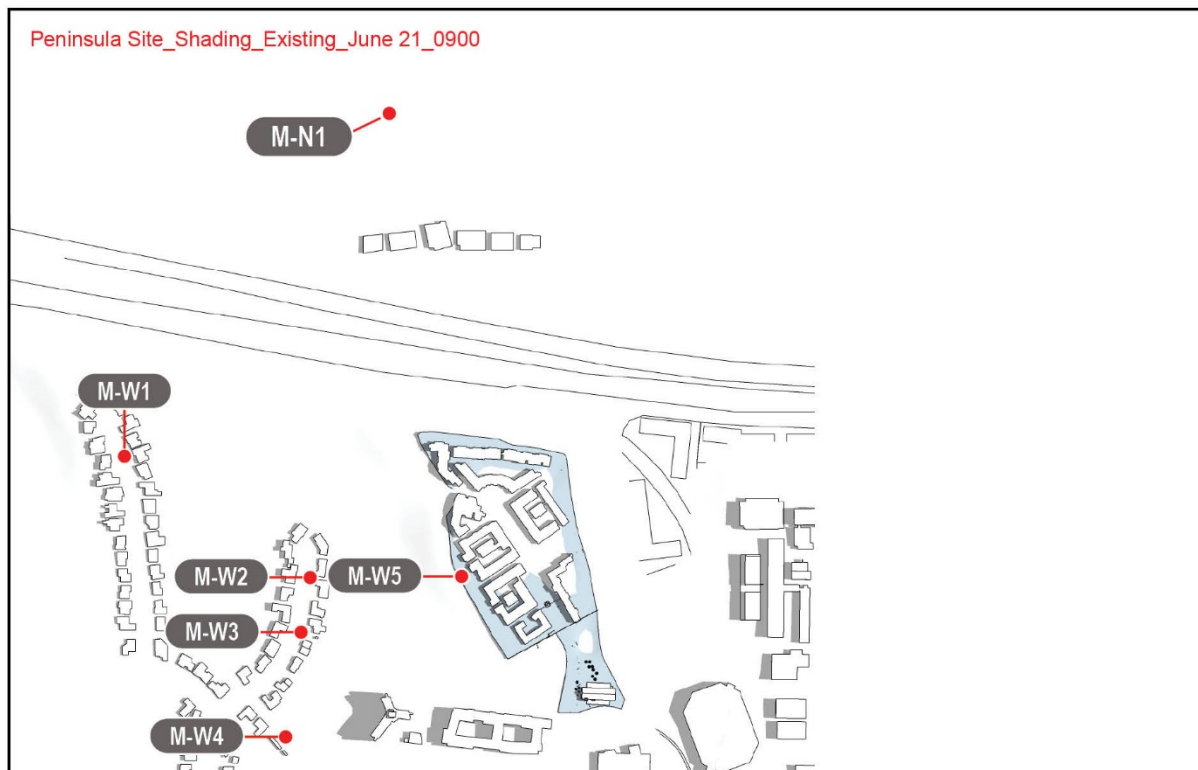 Peninsula Site_Shading_Existing_June 21_0900
M-N1
M-W1
M-W2
M-W5
M-W3
M-W4